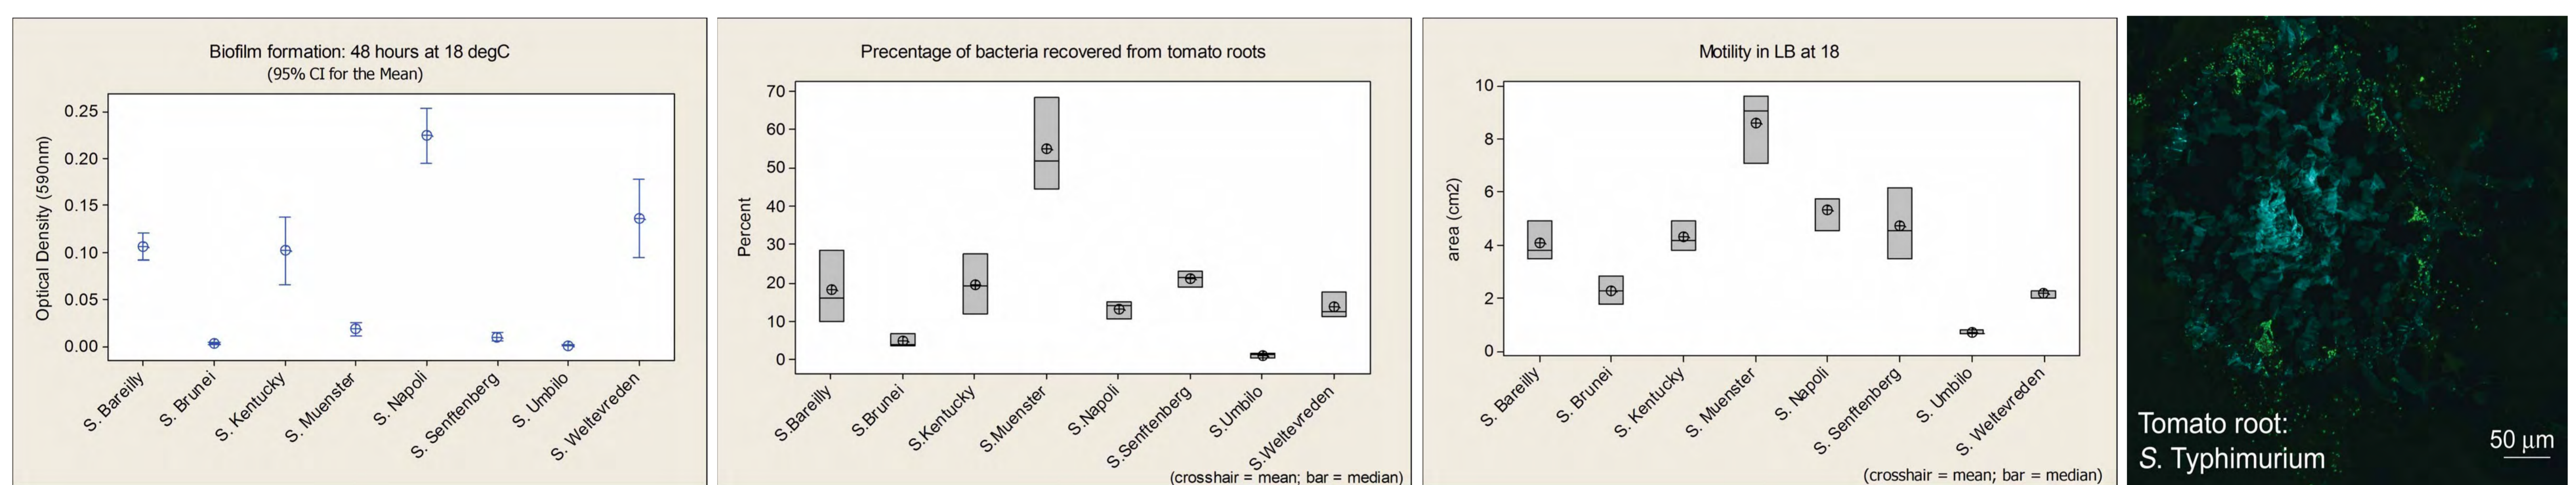 Biofilm formation: 48 hours at 18 degC
(95% CI for the Mean)
Optical Density (590nm)
0.25
0.20
0.15
0.10
0.05
0.00
S. Bareilly
S. Brunei
S. Kentucky
S. Muenster
S. Napoli
S. Senftenberg
S. Umbilo
S. Weltevreden
Precentage of bacteria recovered from tomato roots
Percent
70
60
50
40
30
20
10
0
S.Bareilly
S.Brunei
S.Kentucky
S.Muenster
S.Napoli
S.Senftenberg
S.Umbilo
S.Weltevreden
(crosshair = mean; bar = median)
Motility in LB at 18
area (cm2)
10
8
6
4
2
0
S. Bareilly
S. Brunei
S. Kentucky
S. Muenster
S. Napoli
S. Senftenberg
S. Umbilo
S. Weltevreden
(crosshair = mean; bar = median)
Tomato root:
S. Typhimurium
50 μm